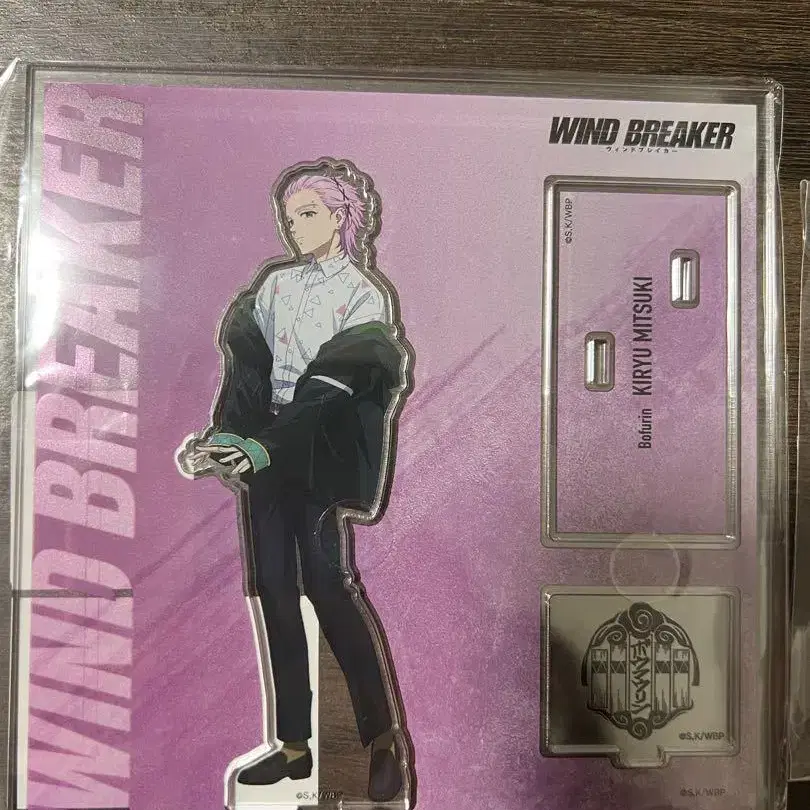 WIND BREAKER
WIND BREAKER
ウィンドブレイカー
©S.K/WBP
Bofurin KIRYU MITSUKI
©S.K/WBP
©S.K/WBP
©S.K/WBP